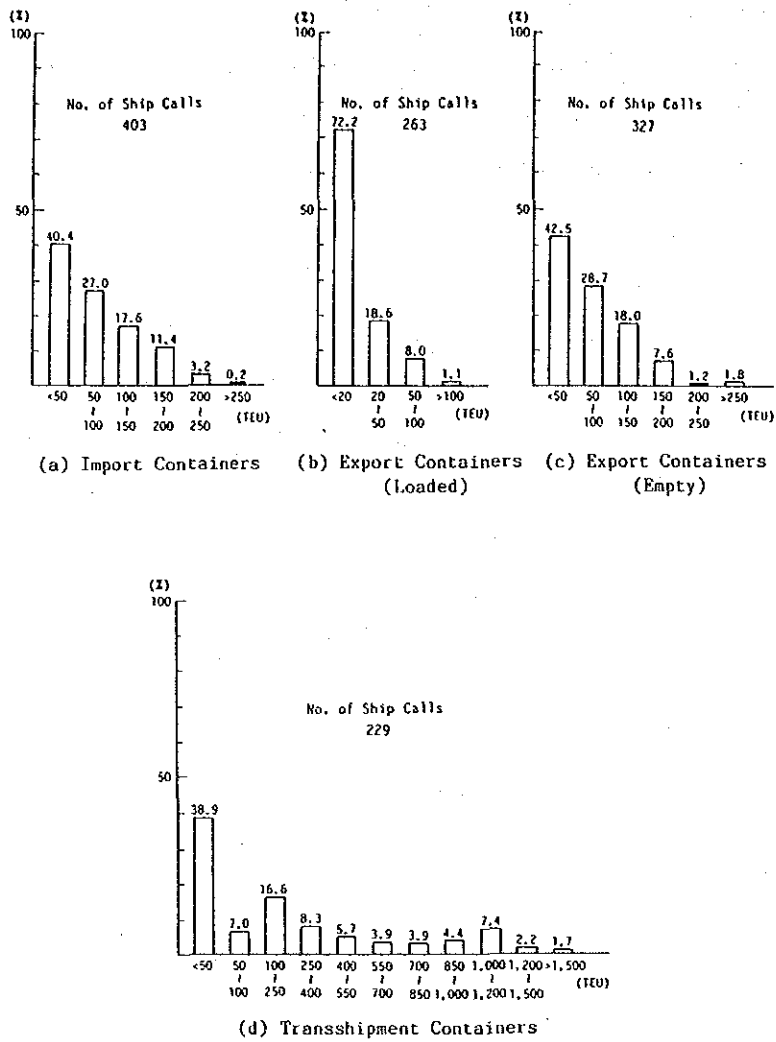 (%)
100
No. of Ship Calls
403
50
40.4
27.0
17.6
11.4
3.2
0.2
<50 50 100 150 200 >250
~ ~ ~ ~
100 150 200 250
(TEU)
(a) Import Containers
(%)
100
No. of Ship Calls
263
72.2
50
18.6
8.0
1.1
<20 20 50 >100
~ ~
50 100
(TEU)
(b) Export Containers
(Loaded)
(%)
100
No. of Ship Calls
327
50
42.5
28.7
18.0
7.6
1.2
1.8
<50 50 100 150 200 >250
~ ~ ~ ~
100 150 200 250
(TEU)
(c) Export Containers
(Empty)
(%)
100
No. of Ship Calls
229
50
38.9
7.0
16.6
8.3
5.7
3.9
3.9
4.4
7.4
2.2
1.7
<50 50 100 250 400 550 700 850 1,000 1,200 >1,500
~ ~ ~ ~ ~ ~ ~ ~ ~
100 250 400 550 700 850 1,000 1,200 1,500
(TEU)
(d) Transshipment Containers